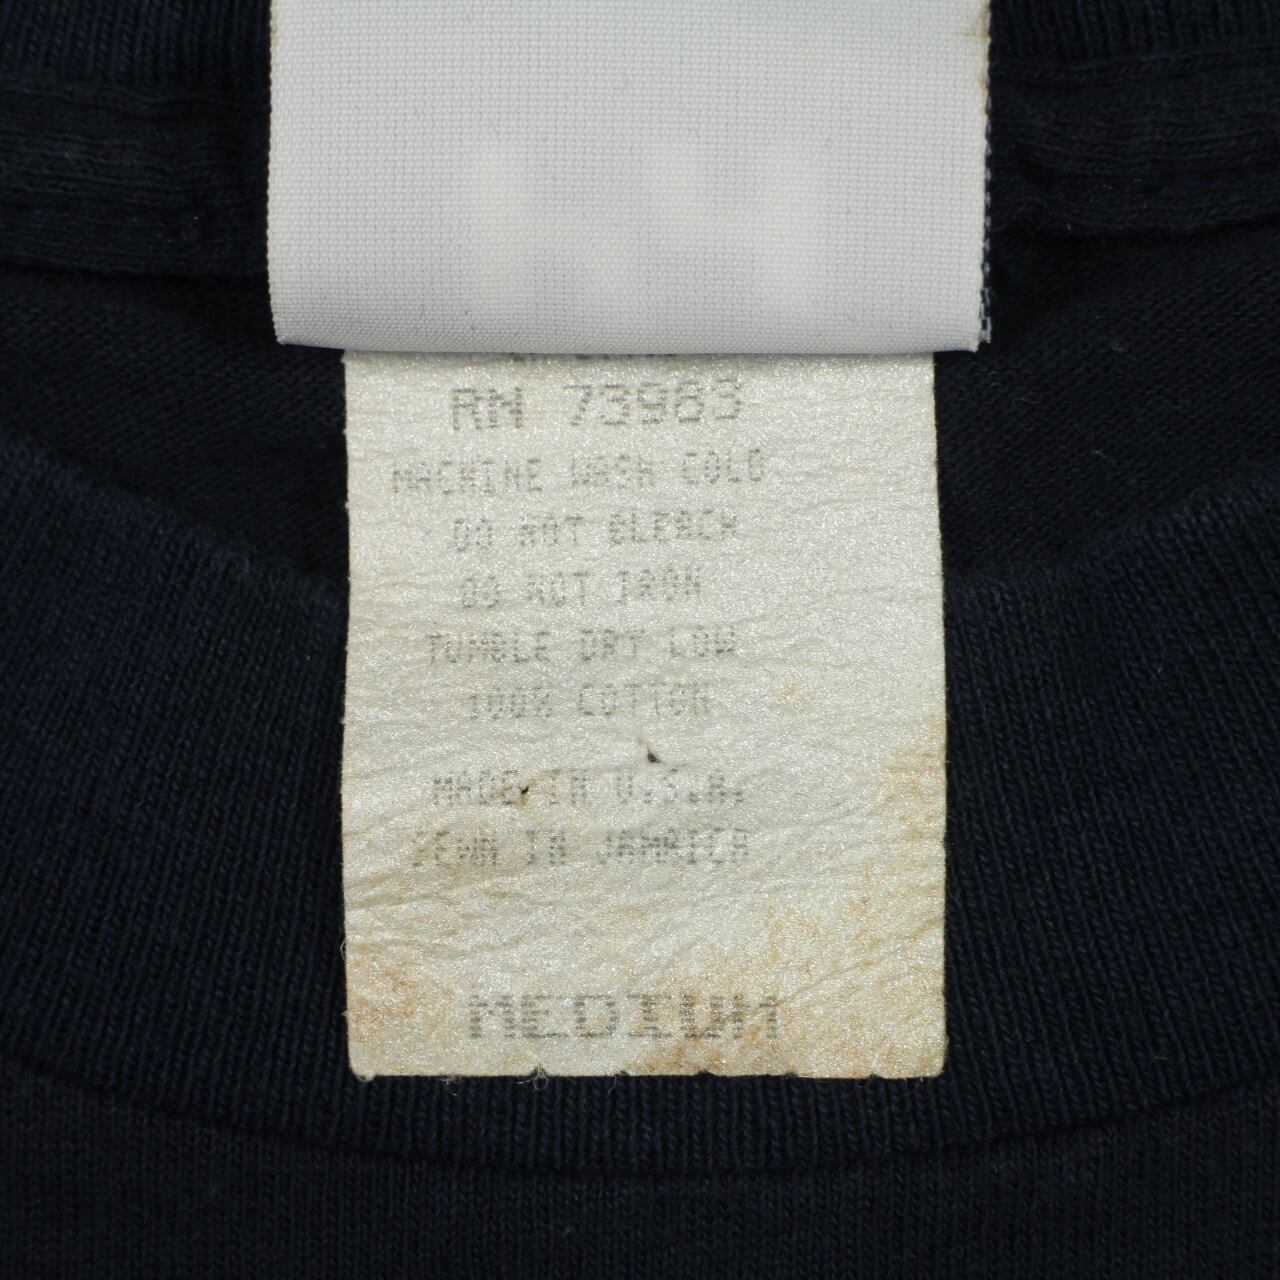 RN 73983
MACHINE WASH COLD
DO NOT BLEACH
DO NOT IRON
TUMBLE DRY LOW
100% COTTON
MADE IN U.S.A.
SEWN IN JAMAICA
MEDIUM